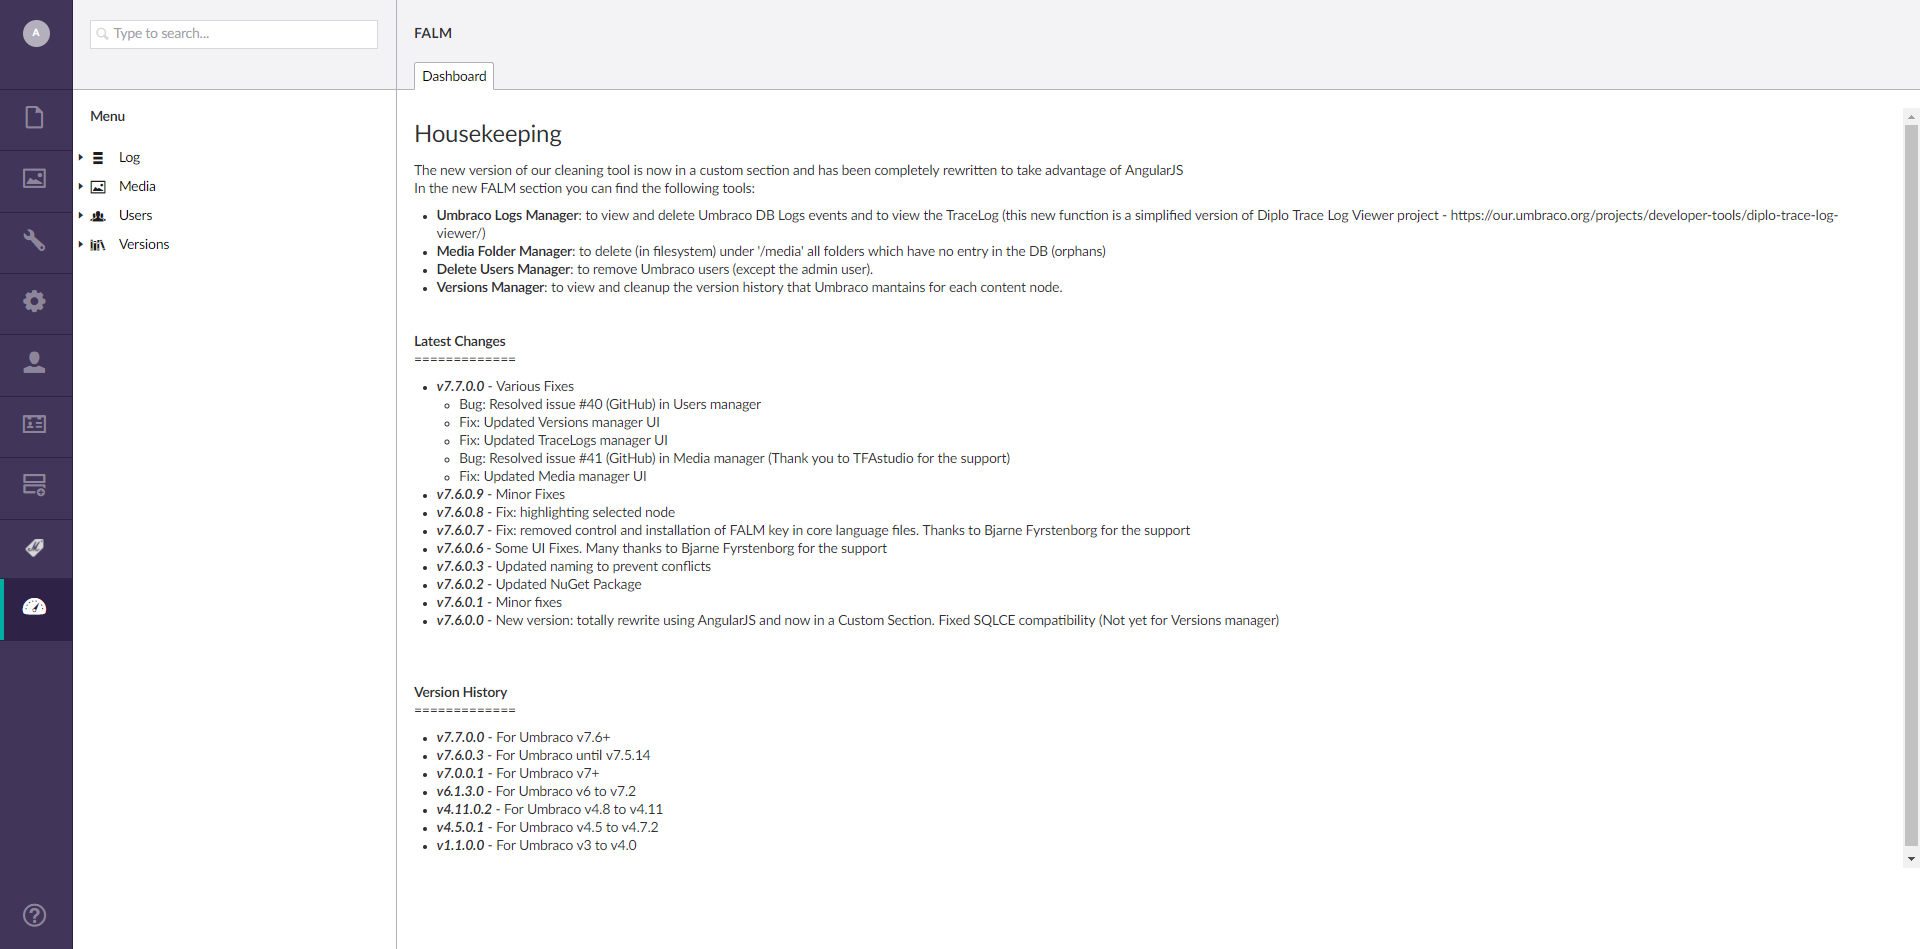 A
Type to search...
FALM
Dashboard
Menu
Log
Media
Users
Versions
Housekeeping
The new version of our cleaning tool is now in a custom section and has been completely rewritten to take advantage of AngularJS
In the new FALM section you can find the following tools:
Umbraco Logs Manager: to view and delete Umbraco DB Logs events and to view the TraceLog (this new function is a simplified version of Diplo Trace Log Viewer project - https://our.umbraco.org/projects/developer-tools/diplo-trace-log-
viewer/)
Media Folder Manager: to delete (in filesystem) under '/media' all folders which have no entry in the DB (orphans)
Delete Users Manager: to remove Umbraco users (except the admin user).
Versions Manager: to view and cleanup the version history that Umbraco mantains for each content node.
Latest Changes
=============
v7.7.0.0 - Various Fixes
Bug: Resolved issue #40 (GitHub) in Users manager
Fix: Updated Versions manager UI
Fix: Updated TraceLogs manager UI
Bug: Resolved issue #41 (GitHub) in Media manager (Thank you to TFAstudio for the support)
Fix: Updated Media manager UI
v7.6.0.9 - Minor Fixes
v7.6.0.8 - Fix: highlighting selected node
v7.6.0.7 - Fix: removed control and installation of FALM key in core language files. Thanks to Bjarne Fyrstenborg for the support
v7.6.0.6 - Some UI Fixes. Many thanks to Bjarne Fyrstenborg for the support
v7.6.0.3 - Updated naming to prevent conflicts
v7.6.0.2 - Updated NuGet Package
v7.6.0.1 - Minor fixes
v7.6.0.0 - New version: totally rewrite using AngularJS and now in a Custom Section. Fixed SQLCE compatibility (Not yet for Versions manager)
Version History
=============
v7.7.0.0 - For Umbraco v7.6+
v7.6.0.3 - For Umbraco until v7.5.14
v7.0.0.1 - For Umbraco v7+
v6.1.3.0 - For Umbraco v6 to v7.2
v4.11.0.2 - For Umbraco v4.8 to v4.11
v4.5.0.1 - For Umbraco v4.5 to v4.7.2
v1.1.0.0 - For Umbraco v3 to v4.0